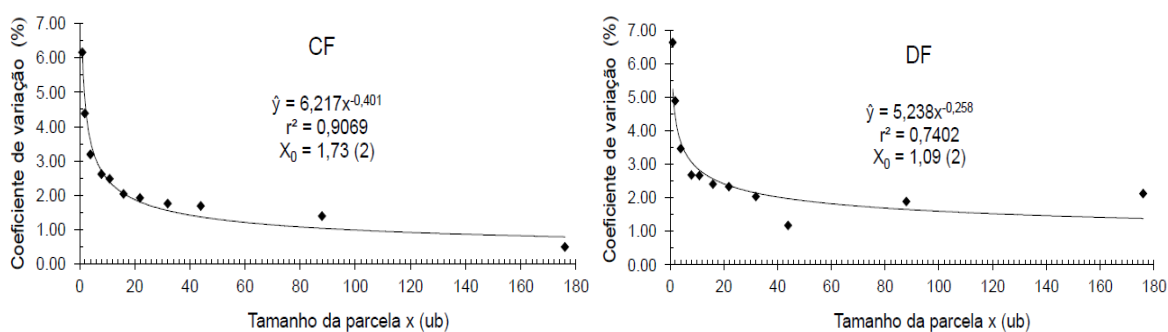 CF
ŷ = 6,217x^-0,401
r² = 0,9069
X₀ = 1,73 (2)
Coeficiente de variação (%)
7.00
6.00
5.00
4.00
3.00
2.00
1.00
0.00
0 20 40 60 80 100 120 140 160 180
Tamanho da parcela x (ub)
DF
ŷ = 5,238x^-0,258
r² = 0,7402
X₀ = 1,09 (2)
Coeficiente de variação (%)
7.00
6.00
5.00
4.00
3.00
2.00
1.00
0.00
0 20 40 60 80 100 120 140 160 180
Tamanho da parcela x (ub)